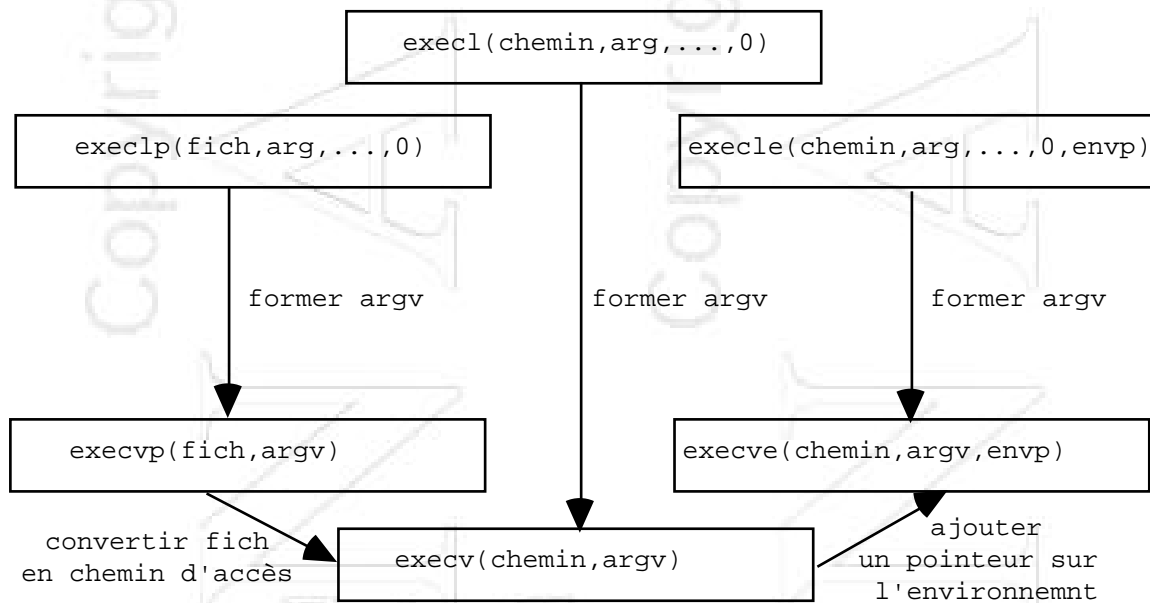 execl(chemin,arg,...,0)
execlp(fich,arg,...,0)
execle(chemin,arg,...,0,envp)
former argv
former argv
former argv
execvp(fich,argv)
execve(chemin,argv,envp)
convertir fich
en chemin d'accès
execv(chemin,argv)
ajouter
un pointeur sur
l'environnemnt
Copyrig
Copyrig